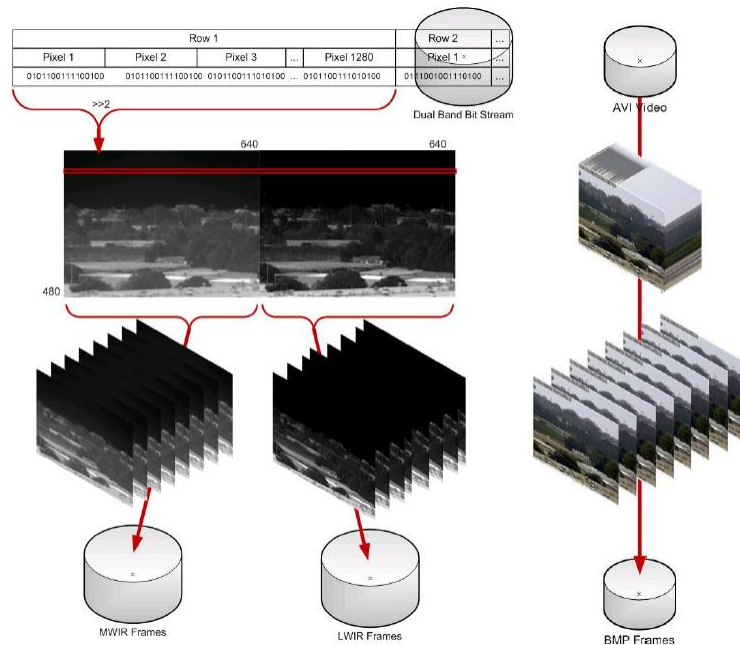 Row 1 Row 2 ...
Pixel 1 Pixel 2 Pixel 3 ... Pixel 1280 Pixel 1 ...
0101100111100100 0101100111100100 0101100111010100 ... 0101100111010100 0101100100111010 ...
>>2
Dual Band Bit Stream
AVI Video
640 640
480
MWIR Frames
LWIR Frames
BMP Frames